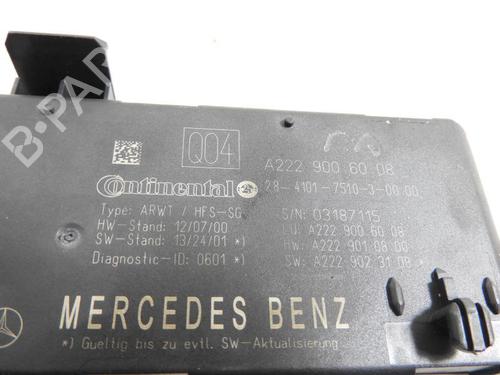 Q04
A222 900 60 08
Continental
28-4101-7510-3-00.00
Type: ARWT / HFS-SG
S/N: 03187115
HW-Stand: 12/07/00
LU: A222 900 60 08
SW-Stand: 13/24/01 *)
HW: A222 901 08 00
Diagnostic-ID: 0601 *)
SW: A222 902 31 08 *)
MERCEDES BENZ
*) Gueltig bis zu evtl. SW-Aktualisierung
B-PARTS